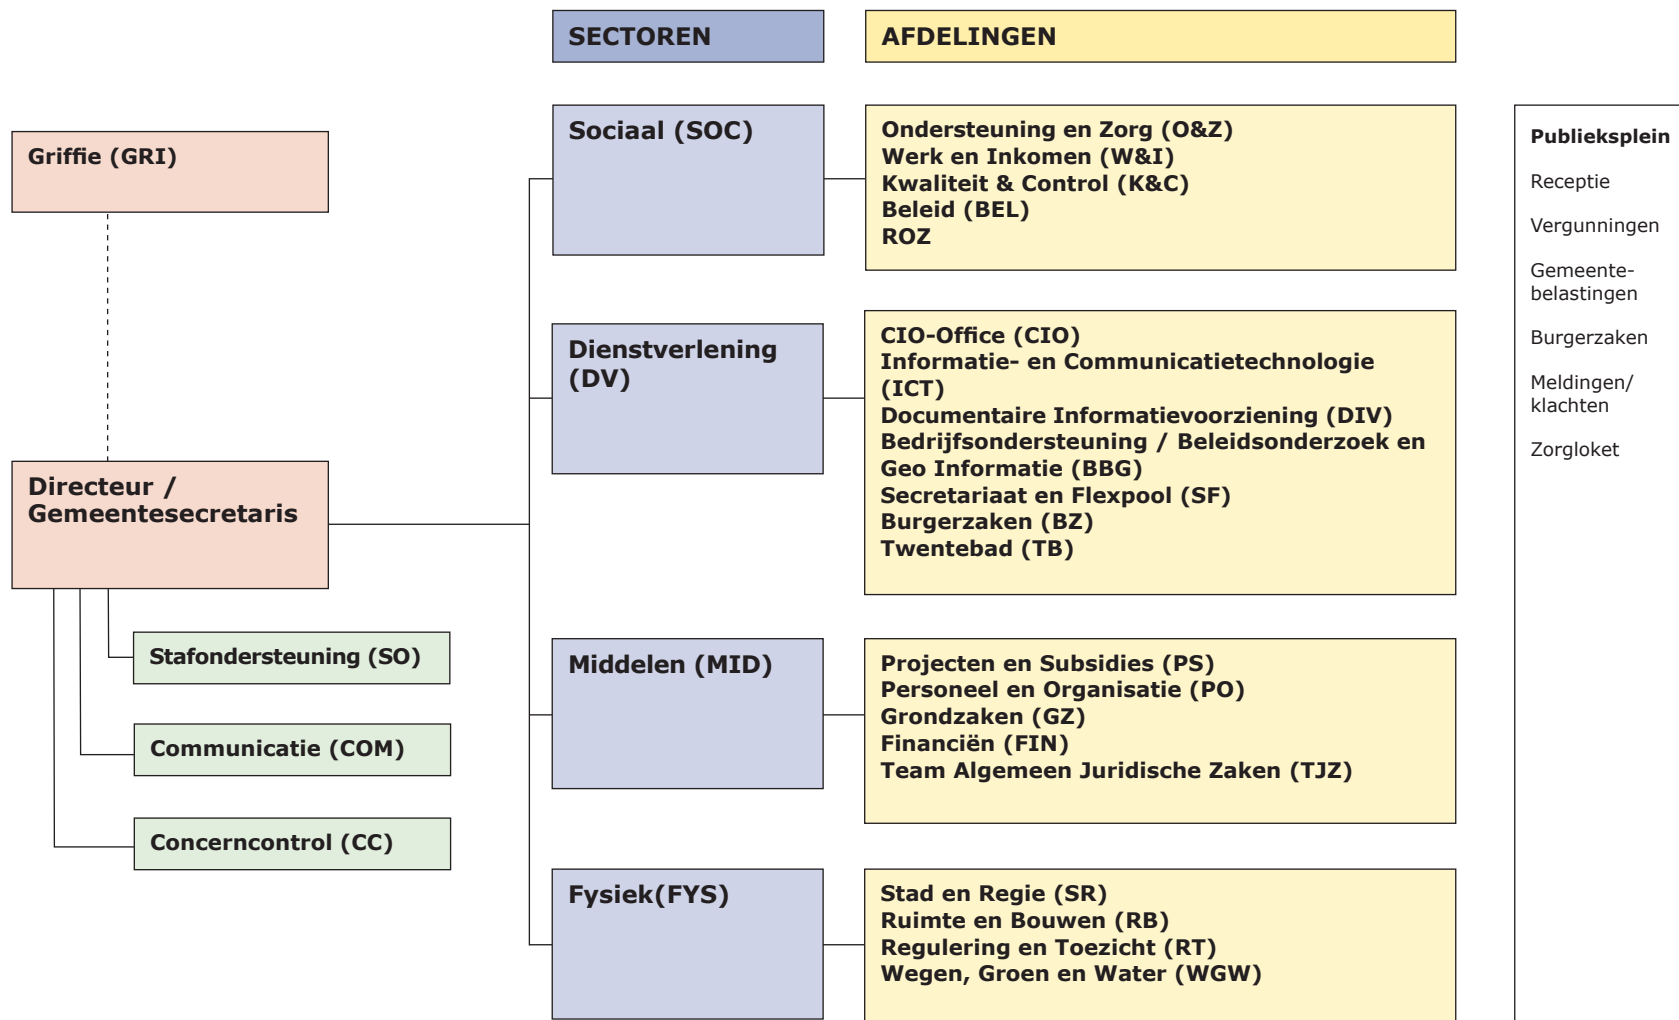 SECTOREN
AFDELINGEN
Griffie (GRI)
Directeur /
Gemeentesecretaris
Stafondersteuning (SO)
Communicatie (COM)
Concerncontrol (CC)
Sociaal (SOC)
Ondersteuning en Zorg (O&Z)
Werk en Inkomen (W&I)
Kwaliteit & Control (K&C)
Beleid (BEL)
ROZ
Dienstverlening
(DV)
CIO-Office (CIO)
Informatie- en Communicatietechnologie
(ICT)
Documentaire Informatievoorziening (DIV)
Bedrijfsondersteuning / Beleidsonderzoek en
Geo Informatie (BBG)
Secretariaat en Flexpool (SF)
Burgerzaken (BZ)
Twentebad (TB)
Middelen (MID)
Projecten en Subsidies (PS)
Personeel en Organisatie (PO)
Grondzaken (GZ)
Financiën (FIN)
Team Algemeen Juridische Zaken (TJZ)
Fysiek(FYS)
Stad en Regie (SR)
Ruimte en Bouwen (RB)
Regulering en Toezicht (RT)
Wegen, Groen en Water (WGW)
Publieksplein
Receptie
Vergunningen
Gemeente-
belastingen
Burgerzaken
Meldingen/
klachten
Zorgloket